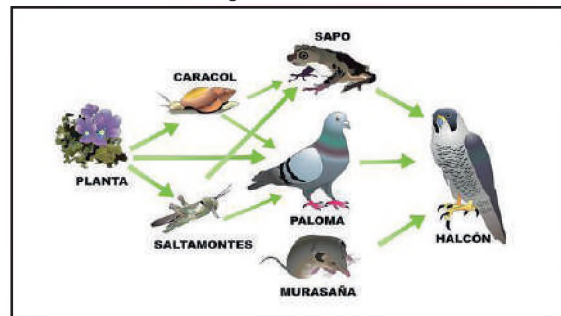 SAPO
CARACOL
PLANTA
PALOMA
HALCÓN
SALTAMONTES
MURASAÑA